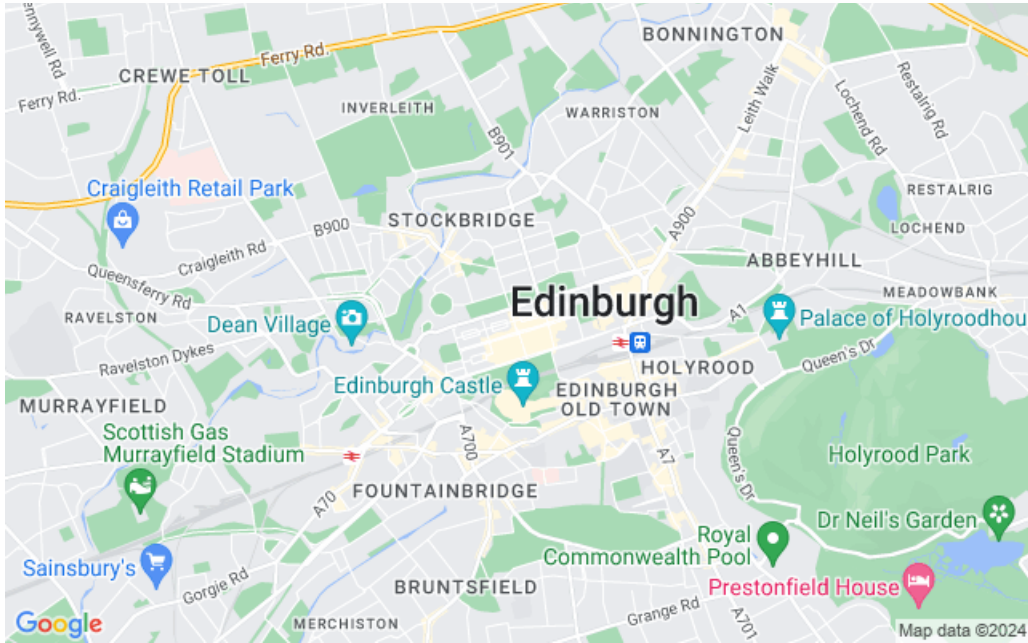 nnywell Rd
Ferry Rd.
BONNINGTON
CREWE TOLL
Ferry Rd.
INVERLEITH
WARRISTON
B901
Leith Walk
Lochend Rd
Restalrig Rd
Craigleith Retail Park
RESTALRIG
STOCKBRIDGE
B900
A900
LOCHEND
Craigleith Rd
ABBEYHILL
Queensferry Rd
MEADOWBANK
Edinburgh
RAVELSTON
Dean Village
A1
Palace of Holyroodhou
Ravelston Dykes
Queen's Dr
HOLYROOD
Edinburgh Castle
EDINBURGH
OLD TOWN
MURRAYFIELD
Scottish Gas
Murrayfield Stadium
A700
A7
Queen's Dr
Holyrood Park
A70
FOUNTAINBRIDGE
Dr Neil's Garden
Royal
Commonwealth Pool
Sainsbury's
Gorgie Rd
BRUNTSFIELD
Prestonfield House
Grange Rd
A701
MERCHISTON
Google
Map data ©2024